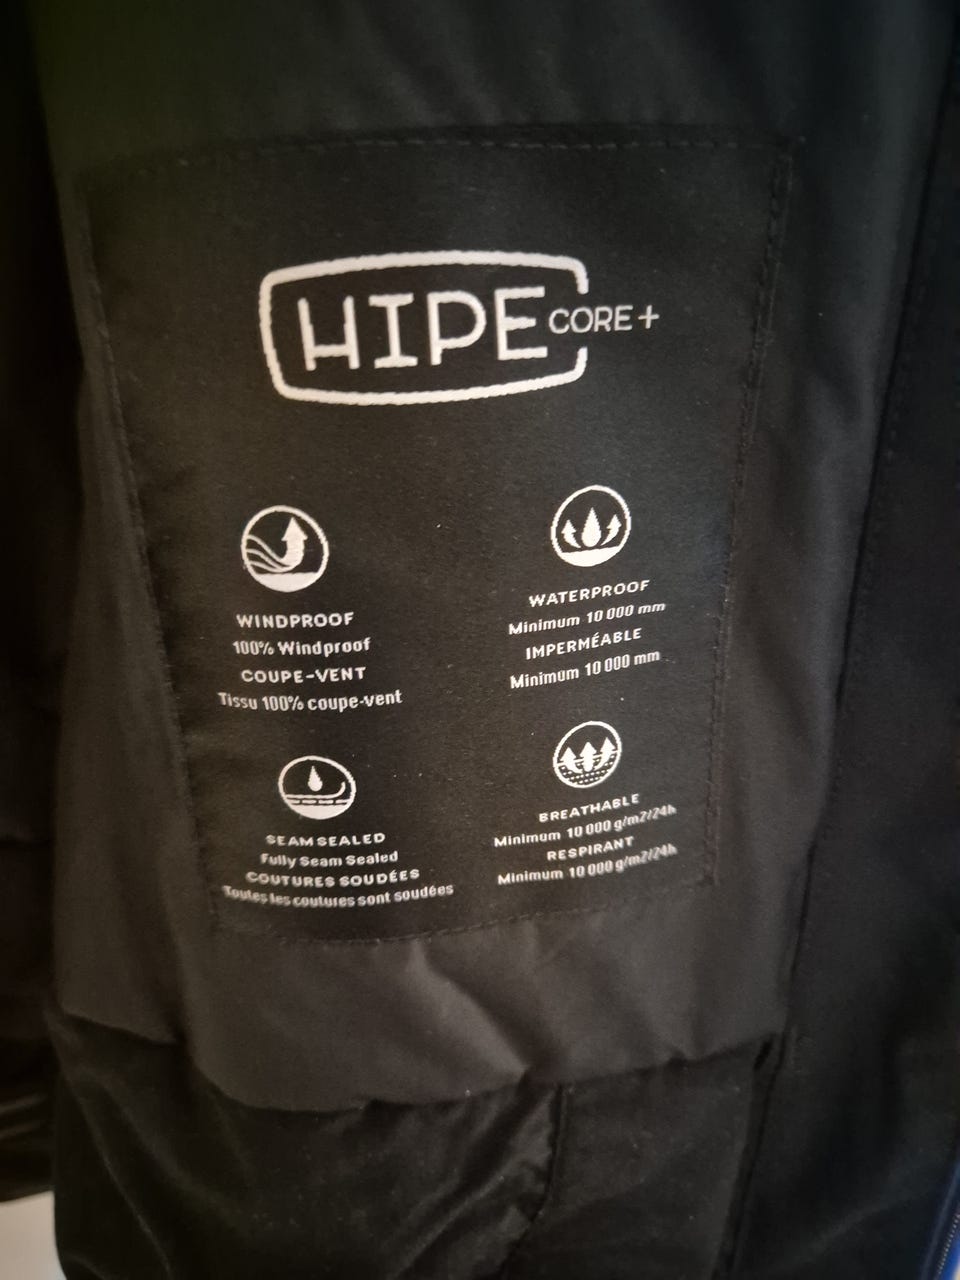 HIPE CORE+
WINDPROOF
100% Windproof
COUPE-VENT
Tissu 100% coupe-vent
WATERPROOF
Minimum 10 000 mm
IMPERMÉABLE
Minimum 10 000 mm
SEAM SEALED
Fully Seam Sealed
COUTURES SOUDÉES
Toutes les coutures sont soudées
BREATHABLE
Minimum 10 000 g/m2/24h
RESPIRANT
Minimum 10 000 g/m2/24h